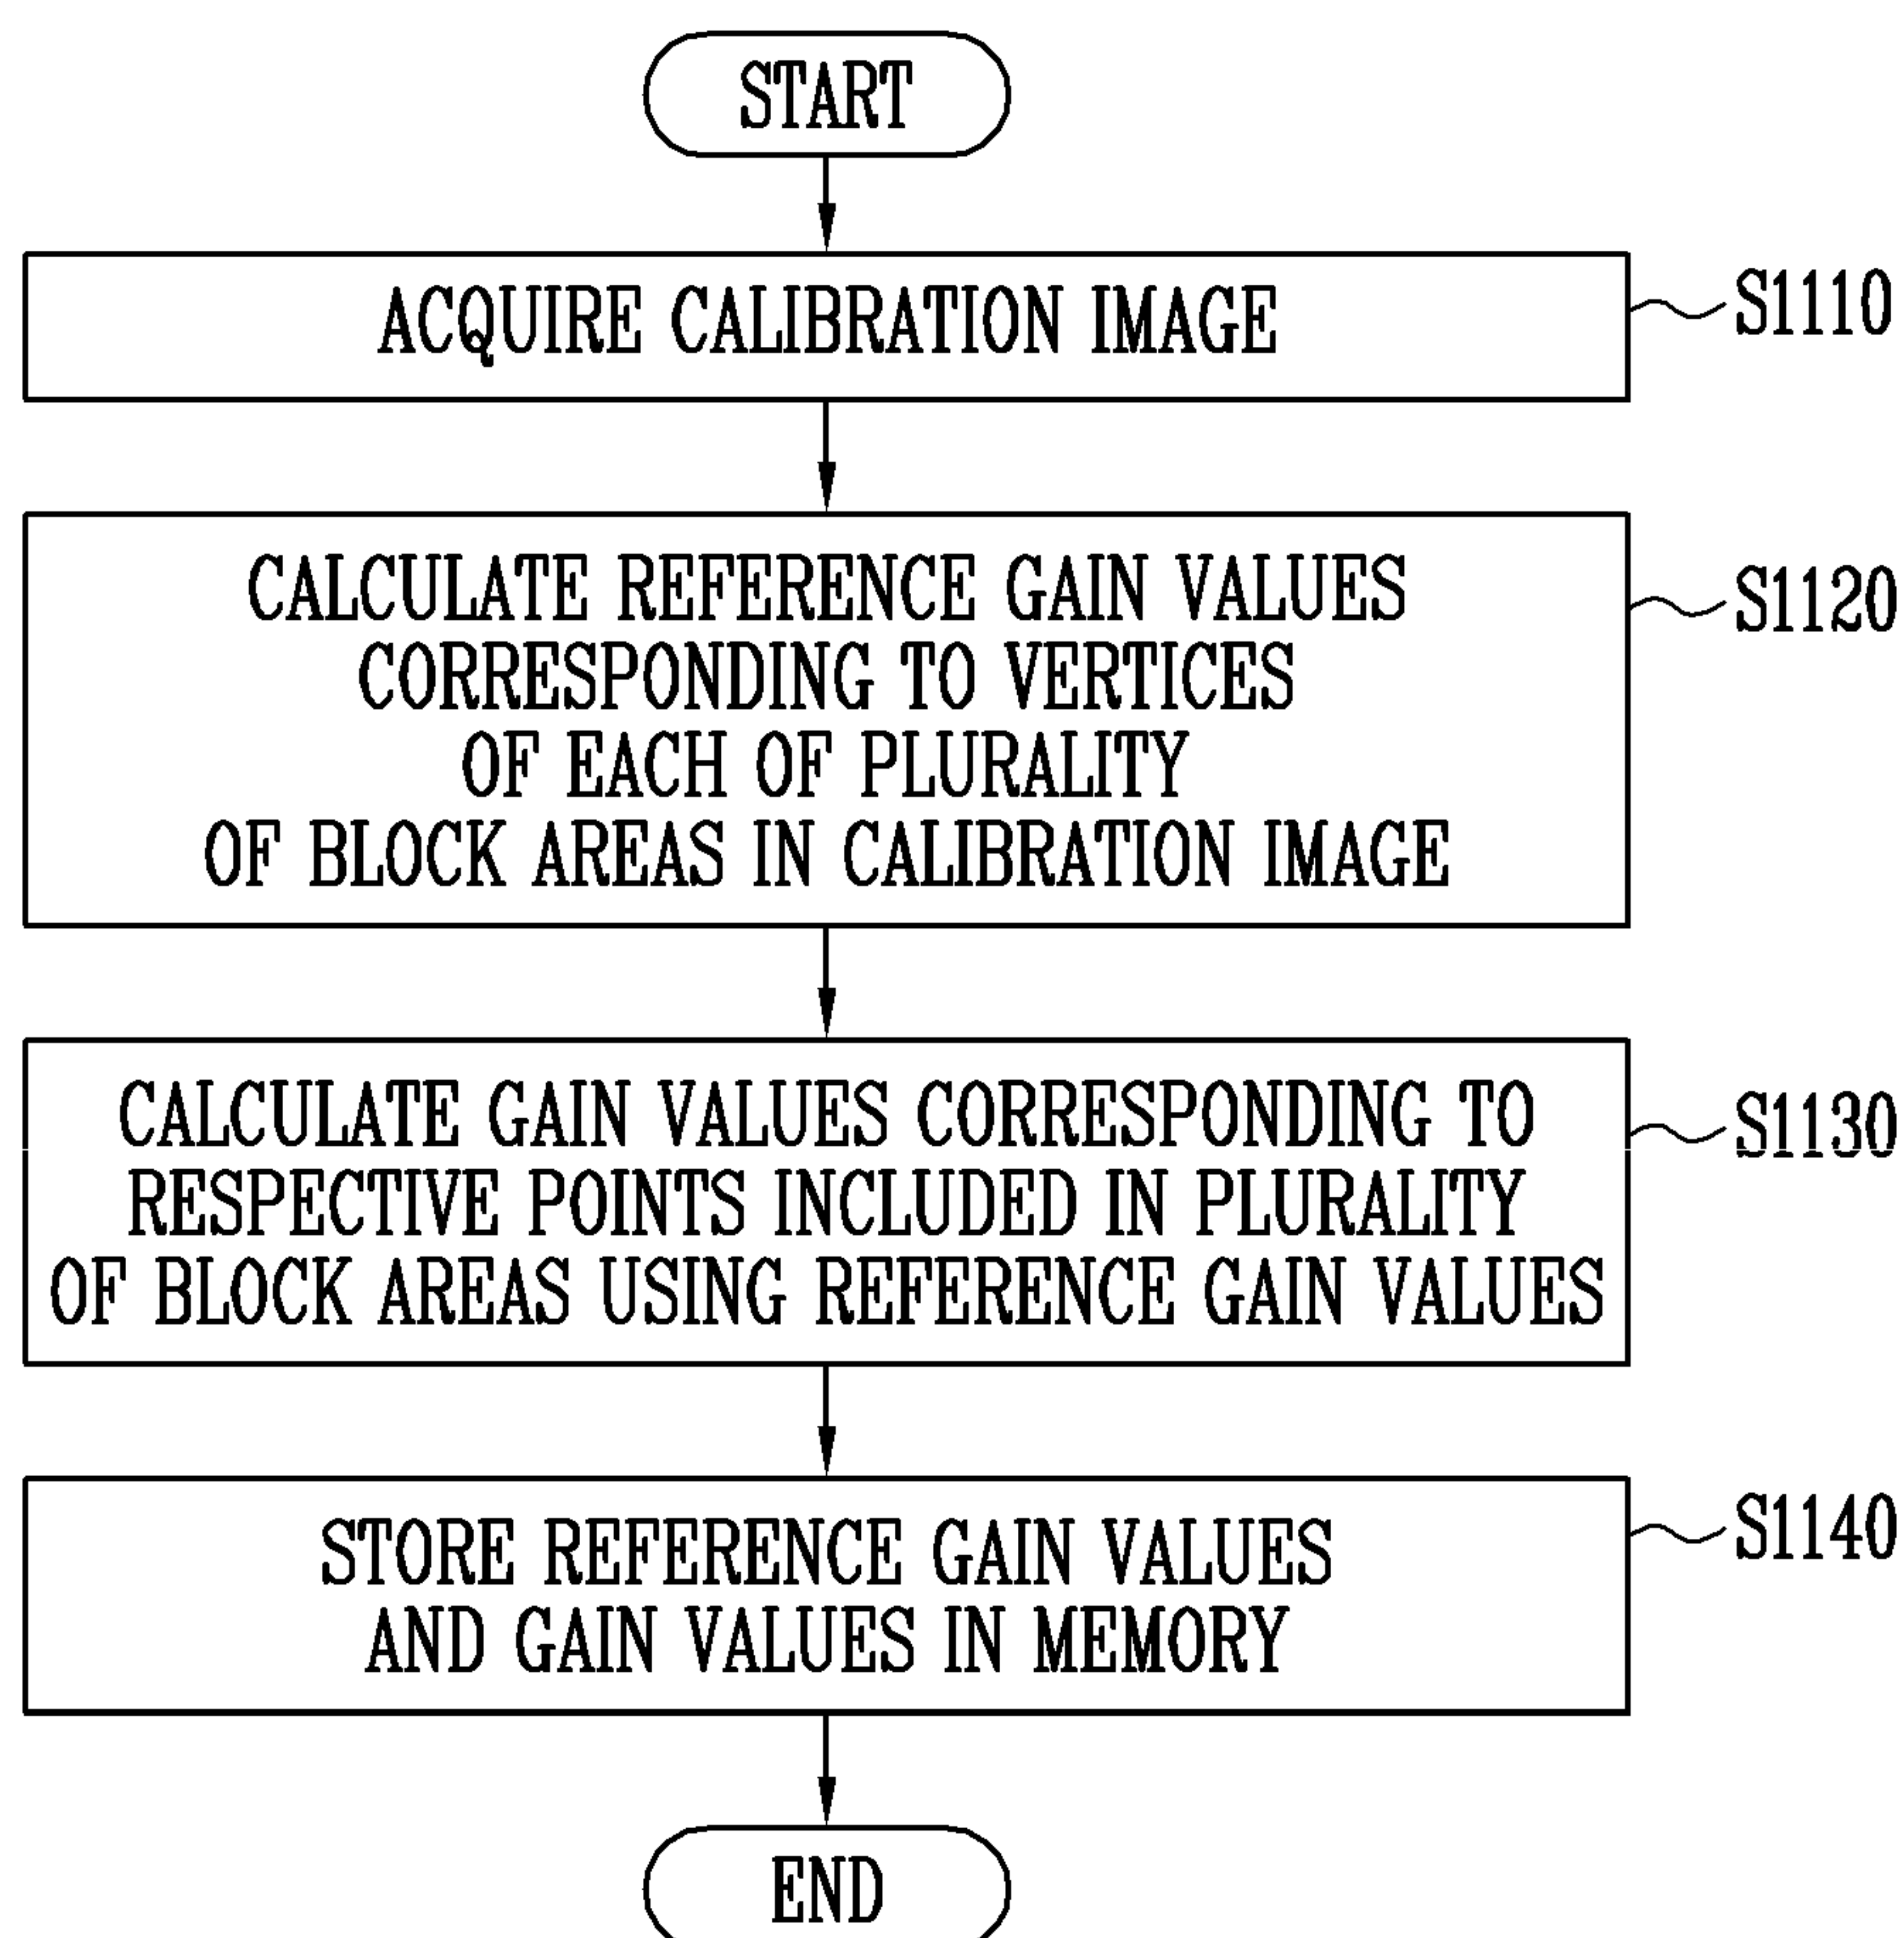 START
ACQUIRE CALIBRATION IMAGE
S1110
CALCULATE REFERENCE GAIN VALUES
CORRESPONDING TO VERTICES
OF EACH OF PLURALITY
OF BLOCK AREAS IN CALIBRATION IMAGE
S1120
CALCULATE GAIN VALUES CORRESPONDING TO
RESPECTIVE POINTS INCLUDED IN PLURALITY
OF BLOCK AREAS USING REFERENCE GAIN VALUES
S1130
STORE REFERENCE GAIN VALUES
AND GAIN VALUES IN MEMORY
S1140
END